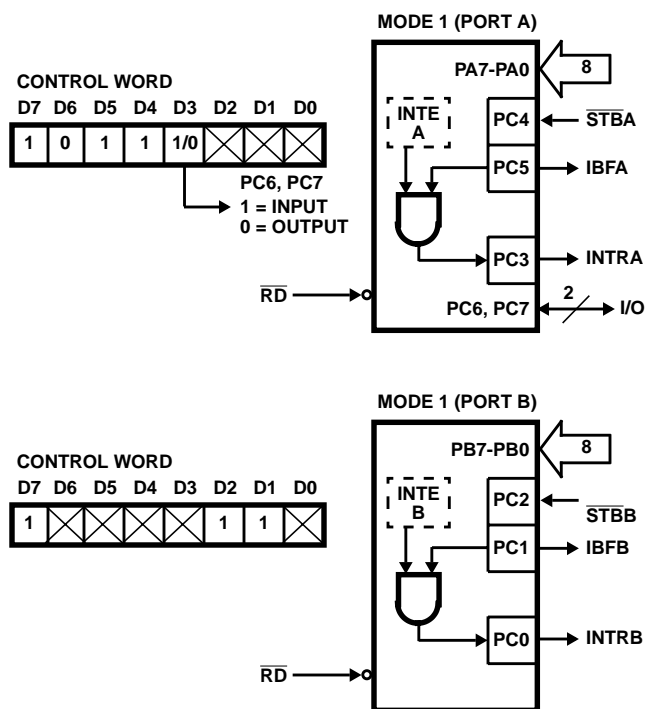 MODE 1 (PORT A)
CONTROL WORD
D7 D6 D5 D4 D3 D2 D1 D0
1 0 1 1 1/0
PC6, PC7
1 = INPUT
0 = OUTPUT
PA7-PA0
8
INTE
A
PC4
STBA
PC5
IBFA
PC3
INTRA
RD
PC6, PC7
2
I/O
MODE 1 (PORT B)
CONTROL WORD
D7 D6 D5 D4 D3 D2 D1 D0
1 1 1
PB7-PB0
8
INTE
B
PC2
STBB
PC1
IBFB
PC0
INTRB
RD